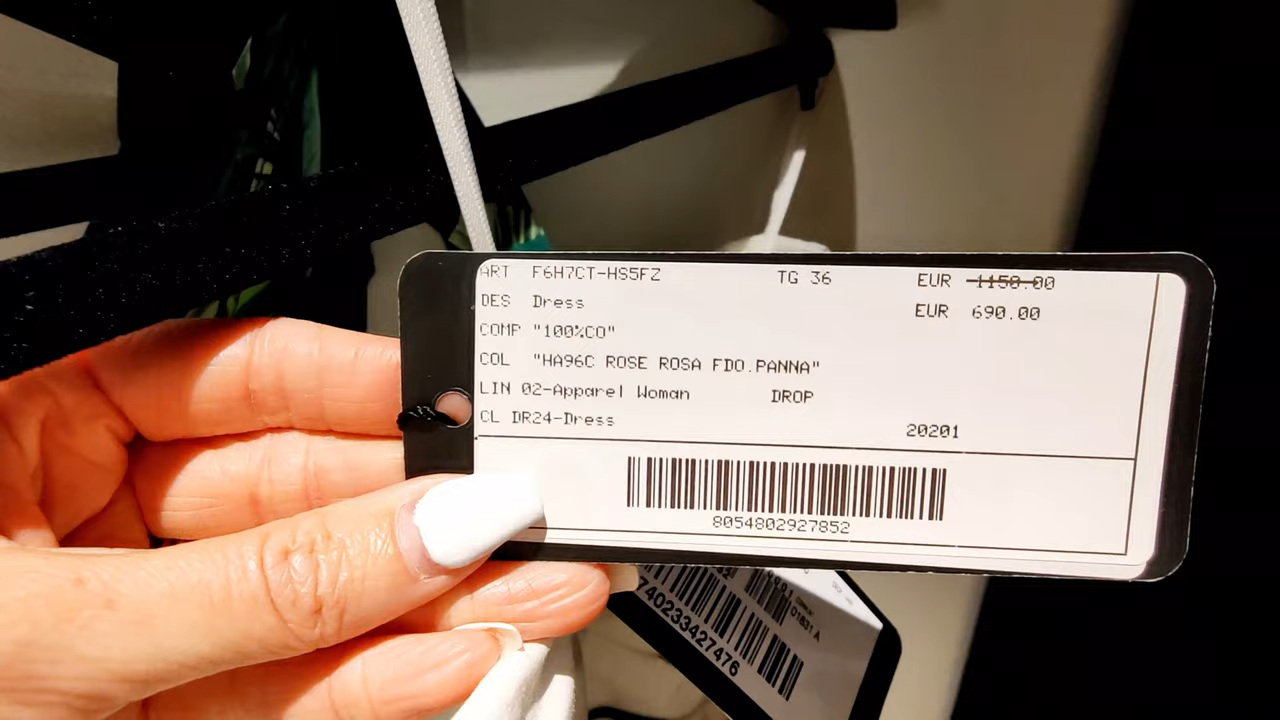 ART F6H7CT-HS5FZ TG 36 EUR 1150.00
DES Dress EUR 690.00
COMP "100%CO"
COL "HA96C ROSE ROSA FDO.PANNA"
LIN 02-Apparel Woman DROP
CL DR24-Dress 20201
8054802927852
D1831A
740233427476